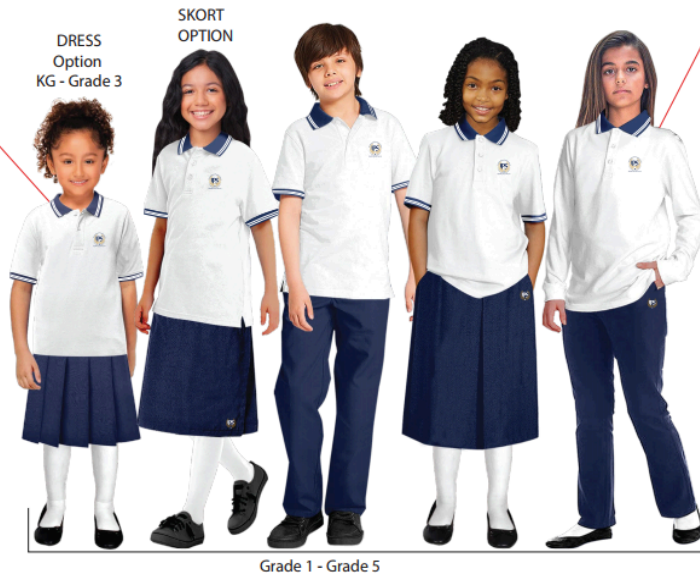 DRESS
Option
KG - Grade 3
SKORT
OPTION
Grade 1 - Grade 5